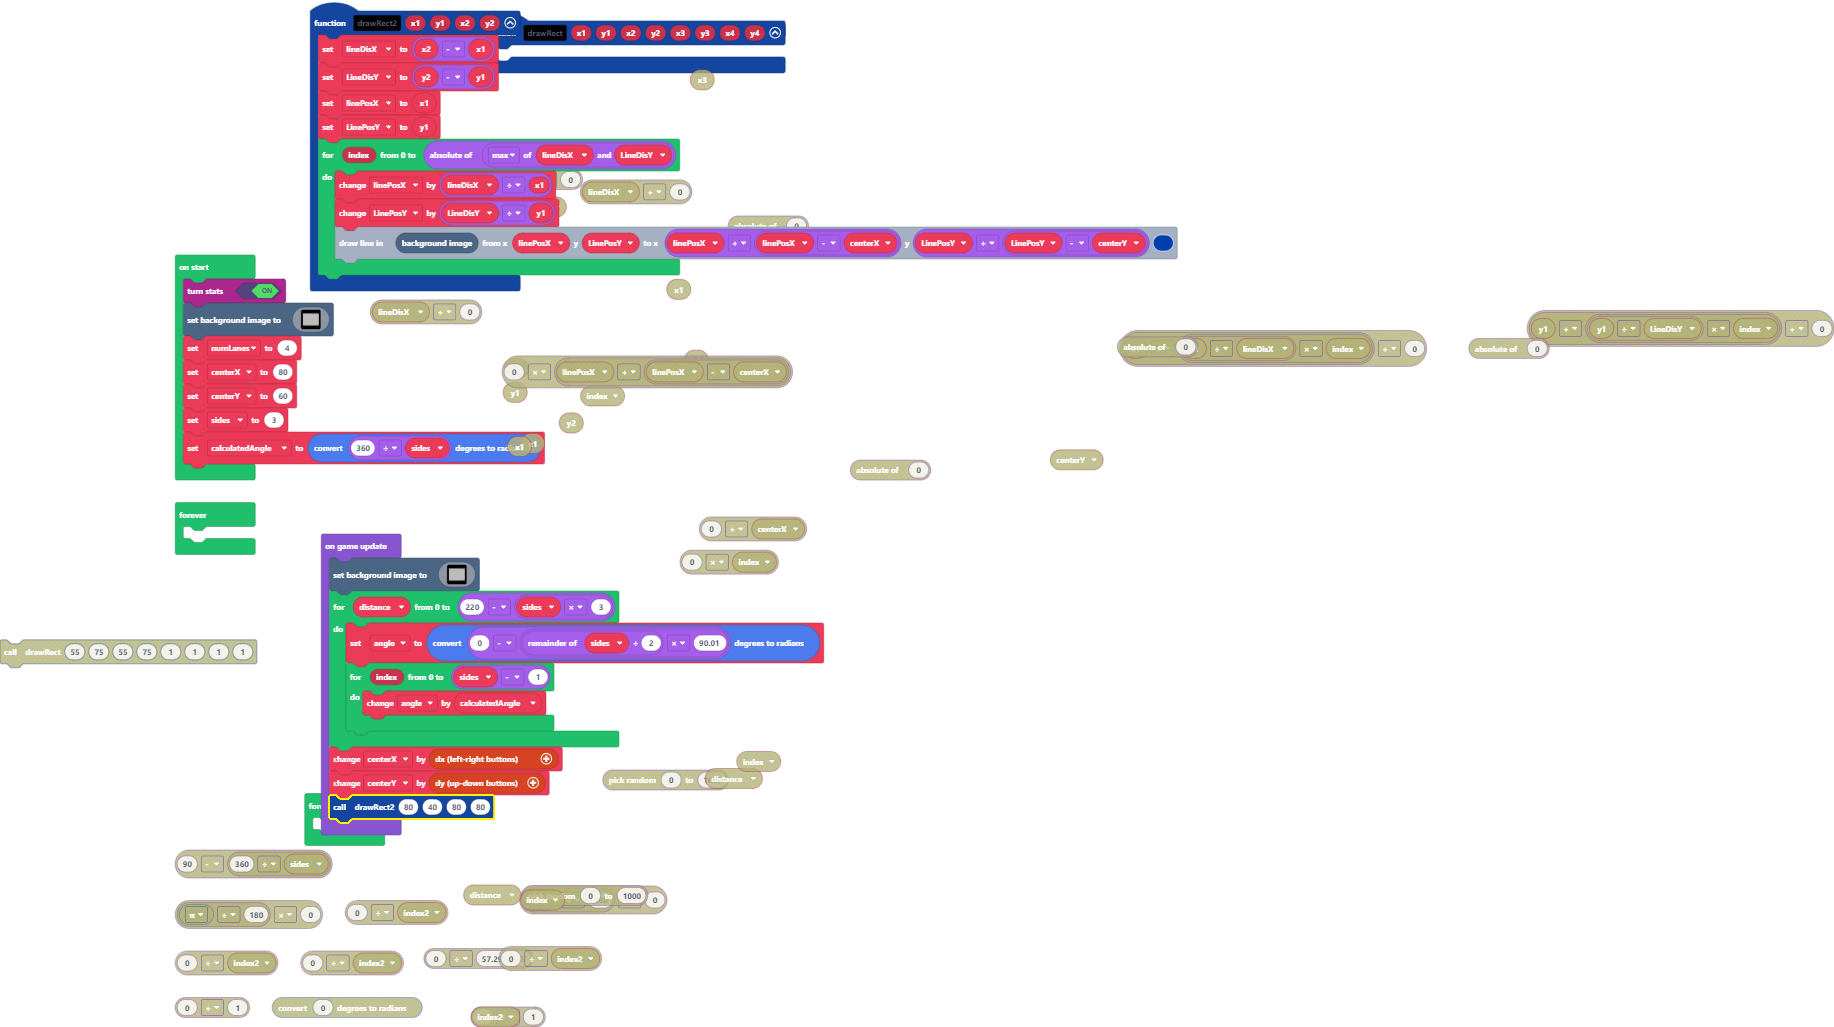 function drawRect2 x1 y1 x2 y2
drawRect x1 y1 x2 y2 x3 y3 x4 y4
set lineDisX to x2 - x1
set LineDisY to y2 - y1
x3
set linePosX to x1
set LinePosY to y1
for index from 0 to absolute of max of lineDisX and LineDisY
do
change linePosX by lineDisX ÷ x1
0
lineDisX ÷ 0
change LinePosY by LineDisY ÷ y1
absolute of 0
draw line in background image from x linePosX y LinePosY to x linePosX + linePosX - centerX y LinePosY + LinePosY - centerY
on start
turn stats ON
x1
set background image to
lineDisX + 0
set numLanes to 4
absolute of 0
÷ lineDisX × index + 0
absolute of 0
y1 + y1 ÷ LineDisY × index + 0
set centerX to 80
0 × linePosX + linePosX - centerX
set centerY to 60
y1
index
set sides to 3
y2
set calculatedAngle to convert 360 ÷ sides degrees to
x1
absolute of 0
centerY
forever
0 + centerX
on game update
0 × index
set background image to
for distance from 0 to 220 - sides × 3
do
set angle to convert 0 - remainder of sides ÷ 2 × 90.01 degrees to radians
call drawRect 55 75 55 75 1 1 1 1
for index from 0 to sides - 1
do
change angle by calculatedAngle
change centerX by dx (left-right buttons)
index
change centerY by dy (up-down buttons)
pick random 0 to
distance
call drawRect2 80 40 80 80
90 - 360 ÷ sides
distance
index
0 to 1000
0
π ÷ 180 × 0
0 ÷ index2
0 ÷ index2
0 ÷ index2
0 ÷
0 ÷ index2
0 ÷ 1
convert 0 degrees to radians
index2 1